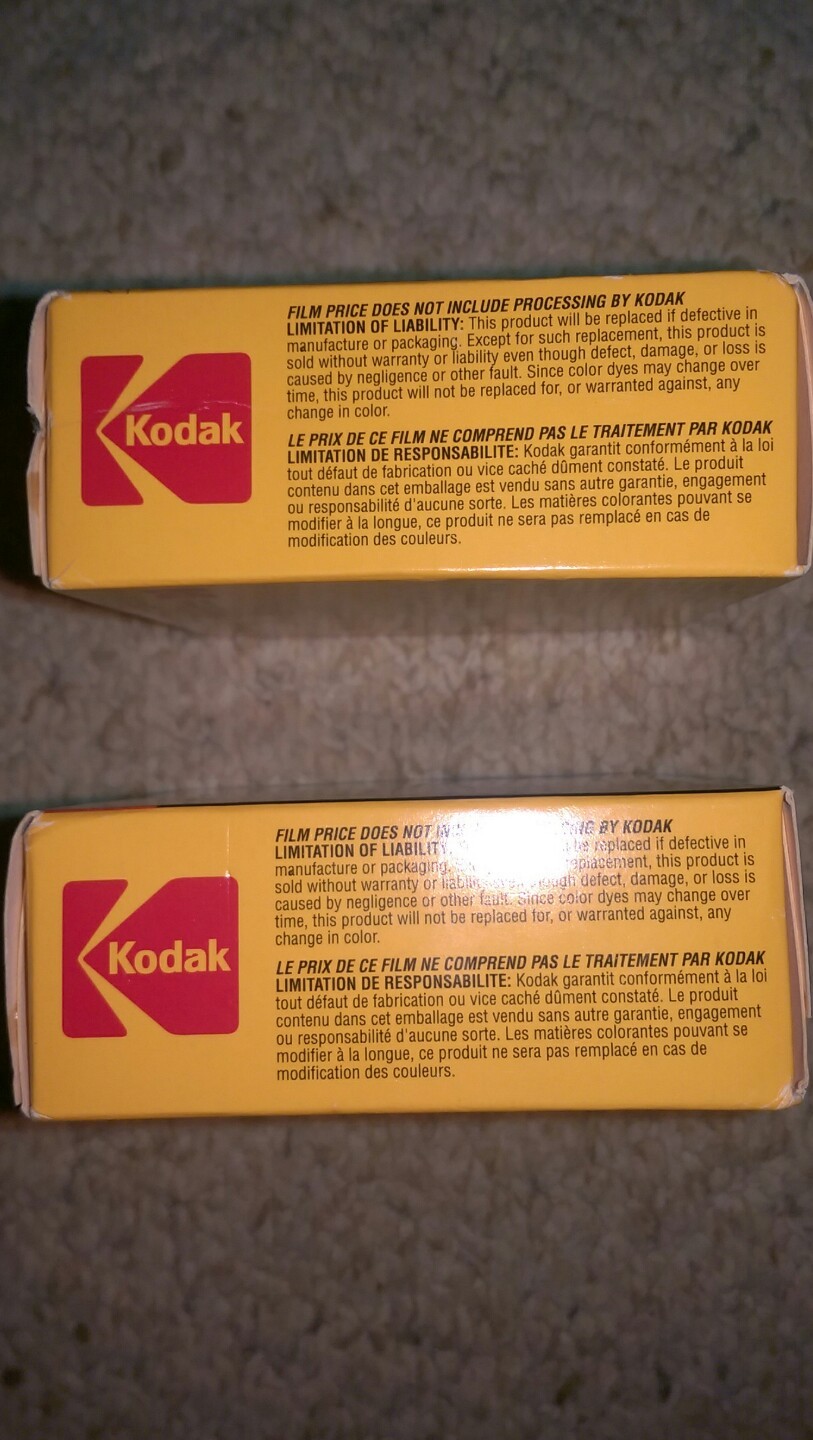 Kodak
FILM PRICE DOES NOT INCLUDE PROCESSING BY KODAK
LIMITATION OF LIABILITY: This product will be replaced if defective in
manufacture or packaging. Except for such replacement, this product is
sold without warranty or liability even though defect, damage, or loss is
caused by negligence or other fault. Since color dyes may change over
time, this product will not be replaced for, or warranted against, any
change in color.
LE PRIX DE CE FILM NE COMPREND PAS LE TRAITEMENT PAR KODAK
LIMITATION DE RESPONSABILITE: Kodak garantit conformément à la loi
tout défaut de fabrication ou vice caché dûment constaté. Le produit
contenu dans cet emballage est vendu sans autre garantie, engagement
ou responsabilité d'aucune sorte. Les matières colorantes pouvant se
modifier à la longue, ce produit ne sera pas remplacé en cas de
modification des couleurs.
Kodak
FILM PRICE DOES NOT BY KODAK
LIMITATION OF LIABILITY be replaced if defective in
manufacture or packaging. replacement, this product is
sold without warranty or though defect, damage, or loss is
caused by negligence or other fault. Since color dyes may change over
time, this product will not be replaced for, or warranted against, any
change in color.
LE PRIX DE CE FILM NE COMPREND PAS LE TRAITEMENT PAR KODAK
LIMITATION DE RESPONSABILITE: Kodak garantit conformément à la loi
tout défaut de fabrication ou vice caché dûment constaté. Le produit
contenu dans cet emballage est vendu sans autre garantie, engagement
ou responsabilité d'aucune sorte. Les matières colorantes pouvant se
modifier à la longue, ce produit ne sera pas remplacé en cas de
modification des couleurs.